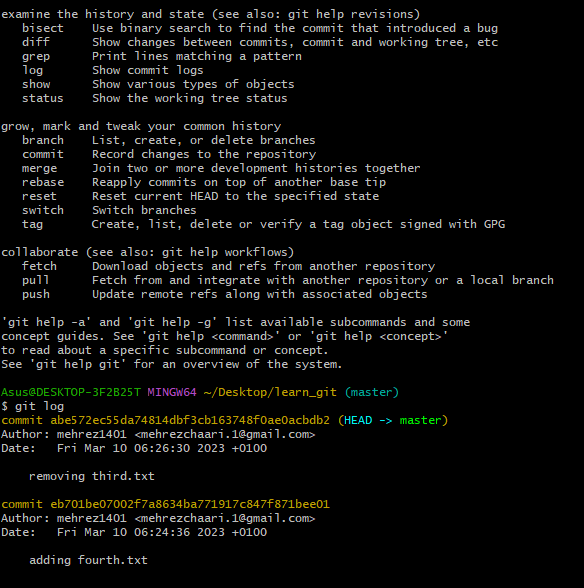 examine the history and state (see also: git help revisions)
   bisect    Use binary search to find the commit that introduced a bug
   diff      Show changes between commits, commit and working tree, etc
   grep      Print lines matching a pattern
   log       Show commit logs
   show      Show various types of objects
   status    Show the working tree status

grow, mark and tweak your common history
   branch    List, create, or delete branches
   commit    Record changes to the repository
   merge     Join two or more development histories together
   rebase    Reapply commits on top of another base tip
   reset     Reset current HEAD to the specified state
   switch    Switch branches
   tag       Create, list, delete or verify a tag object signed with GPG

collaborate (see also: git help workflows)
   fetch     Download objects and refs from another repository
   pull      Fetch from and integrate with another repository or a local branch
   push      Update remote refs along with associated objects

'git help -a' and 'git help -g' list available subcommands and some
concept guides. See 'git help <command>' or 'git help <concept>'
to read about a specific subcommand or concept.
See 'git help git' for an overview of the system.

Asus@DESKTOP-3F2B25T MINGW64 ~/Desktop/learn_git (master)
$ git log
commit abe572ec55da74814dbf3cb163748f0ae0acbdb2 (HEAD -> master)
Author: mehrez1401 <mehrezchaari.1@gmail.com>
Date:   Fri Mar 10 06:26:30 2023 +0100

    removing third.txt

commit eb701be07002f7a8634ba771917c847f871bee01
Author: mehrez1401 <mehrezchaari.1@gmail.com>
Date:   Fri Mar 10 06:24:36 2023 +0100

    adding fourth.txt